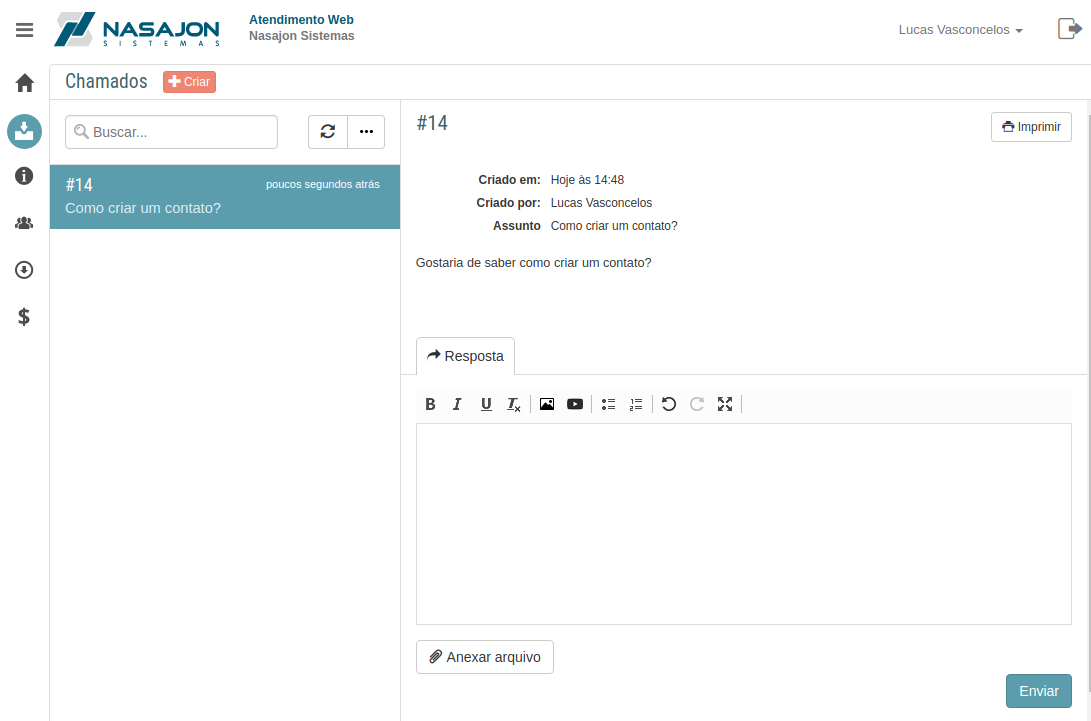 NASAJON
SISTEMAS
Atendimento Web
Nasajon Sistemas
Lucas Vasconcelos
Chamados
Criar
Buscar...
#14
poucos segundos atrás
Como criar um contato?
#14
Imprimir
Criado em: Hoje às 14:48
Criado por: Lucas Vasconcelos
Assunto Como criar um contato?
Gostaria de saber como criar um contato?
Resposta
Anexar arquivo
Enviar